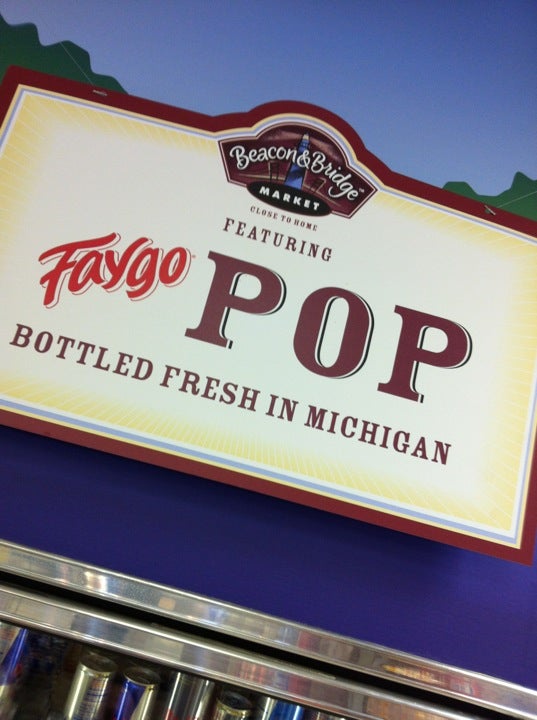 Beacon&Bridge
MARKET
CLOSE TO HOME
FEATURING
Faygo POP
BOTTLED FRESH IN MICHIGAN